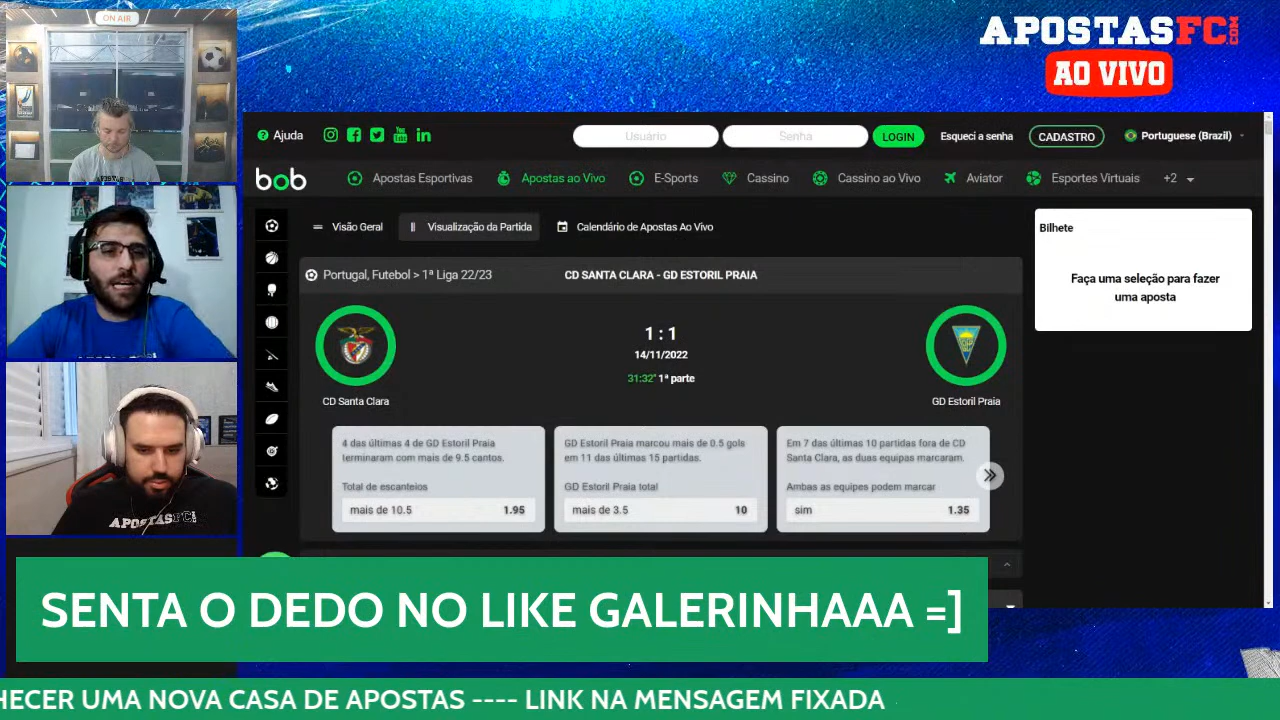 ON AIR
APOSTASFC.COM
AO VIVO
Ajuda
Usuário
Senha
LOGIN
Esqueci a senha
CADASTRO
Portuguese (Brazil)
bob
Apostas Esportivas
Apostas ao Vivo
E-Sports
Cassino
Cassino ao Vivo
Aviator
Esportes Virtuais
+2
Visão Geral
Visualização da Partida
Calendário de Apostas Ao Vivo
Bilhete
Faça uma seleção para fazer
uma aposta
Portugal, Futebol > 1ª Liga 22/23
CD SANTA CLARA - GD ESTORIL PRAIA
1 : 1
14/11/2022
31:32" 1ª parte
CD Santa Clara
GD Estoril Praia
4 das últimas 4 de GD Estoril Praia
terminaram com mais de 9.5 cantos.
Total de escanteios
mais de 10.5 1.95
GD Estoril Praia marcou mais de 0.5 gols
em 11 das últimas 15 partidas.
GD Estoril Praia total
mais de 3.5 10
Em 7 das últimas 10 partidas fora de CD
Santa Clara, as duas equipas marcaram.
Ambas as equipes podem marcar
sim 1.35
APOSTASFC
SENTA O DEDO NO LIKE GALERINHAAA =]
HECER UMA NOVA CASA DE APOSTAS ---- LINK NA MENSAGEM FIXADA